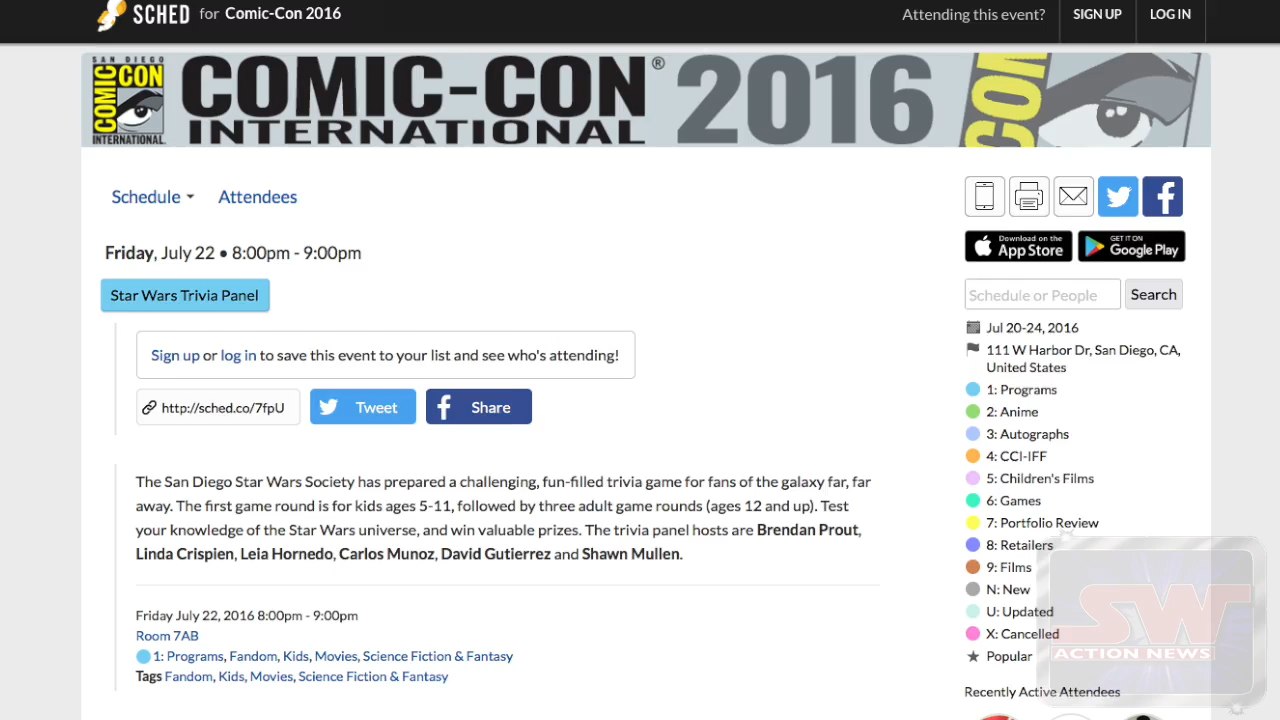 SCHED for Comic-Con 2016
Attending this event? SIGN UP LOG IN
SAN DIEGO
COMIC CON
INTERNATIONAL
COMIC-CON® 2016
INTERNATIONAL
CON
CON
Schedule Attendees
Friday, July 22 • 8:00pm - 9:00pm
Star Wars Trivia Panel
Sign up or log in to save this event to your list and see who's attending!
http://sched.co/7fpU Tweet Share
The San Diego Star Wars Society has prepared a challenging, fun-filled trivia game for fans of the galaxy far, far
away. The first game round is for kids ages 5-11, followed by three adult game rounds (ages 12 and up). Test
your knowledge of the Star Wars universe, and win valuable prizes. The trivia panel hosts are Brendan Prout,
Linda Crispien, Leia Hornedo, Carlos Munoz, David Gutierrez and Shawn Mullen.
Friday July 22, 2016 8:00pm - 9:00pm
Room 7AB
1: Programs, Fandom, Kids, Movies, Science Fiction & Fantasy
Tags Fandom, Kids, Movies, Science Fiction & Fantasy
Download on the
App Store
GET IT ON
Google Play
Schedule or People Search
Jul 20-24, 2016
111 W Harbor Dr, San Diego, CA,
United States
1: Programs
2: Anime
3: Autographs
4: CCI-IFF
5: Children's Films
6: Games
7: Portfolio Review
8: Retailers
9: Films
N: New
U: Updated
X: Cancelled
Popular
Recently Active Attendees
SW
ACTION NEWS